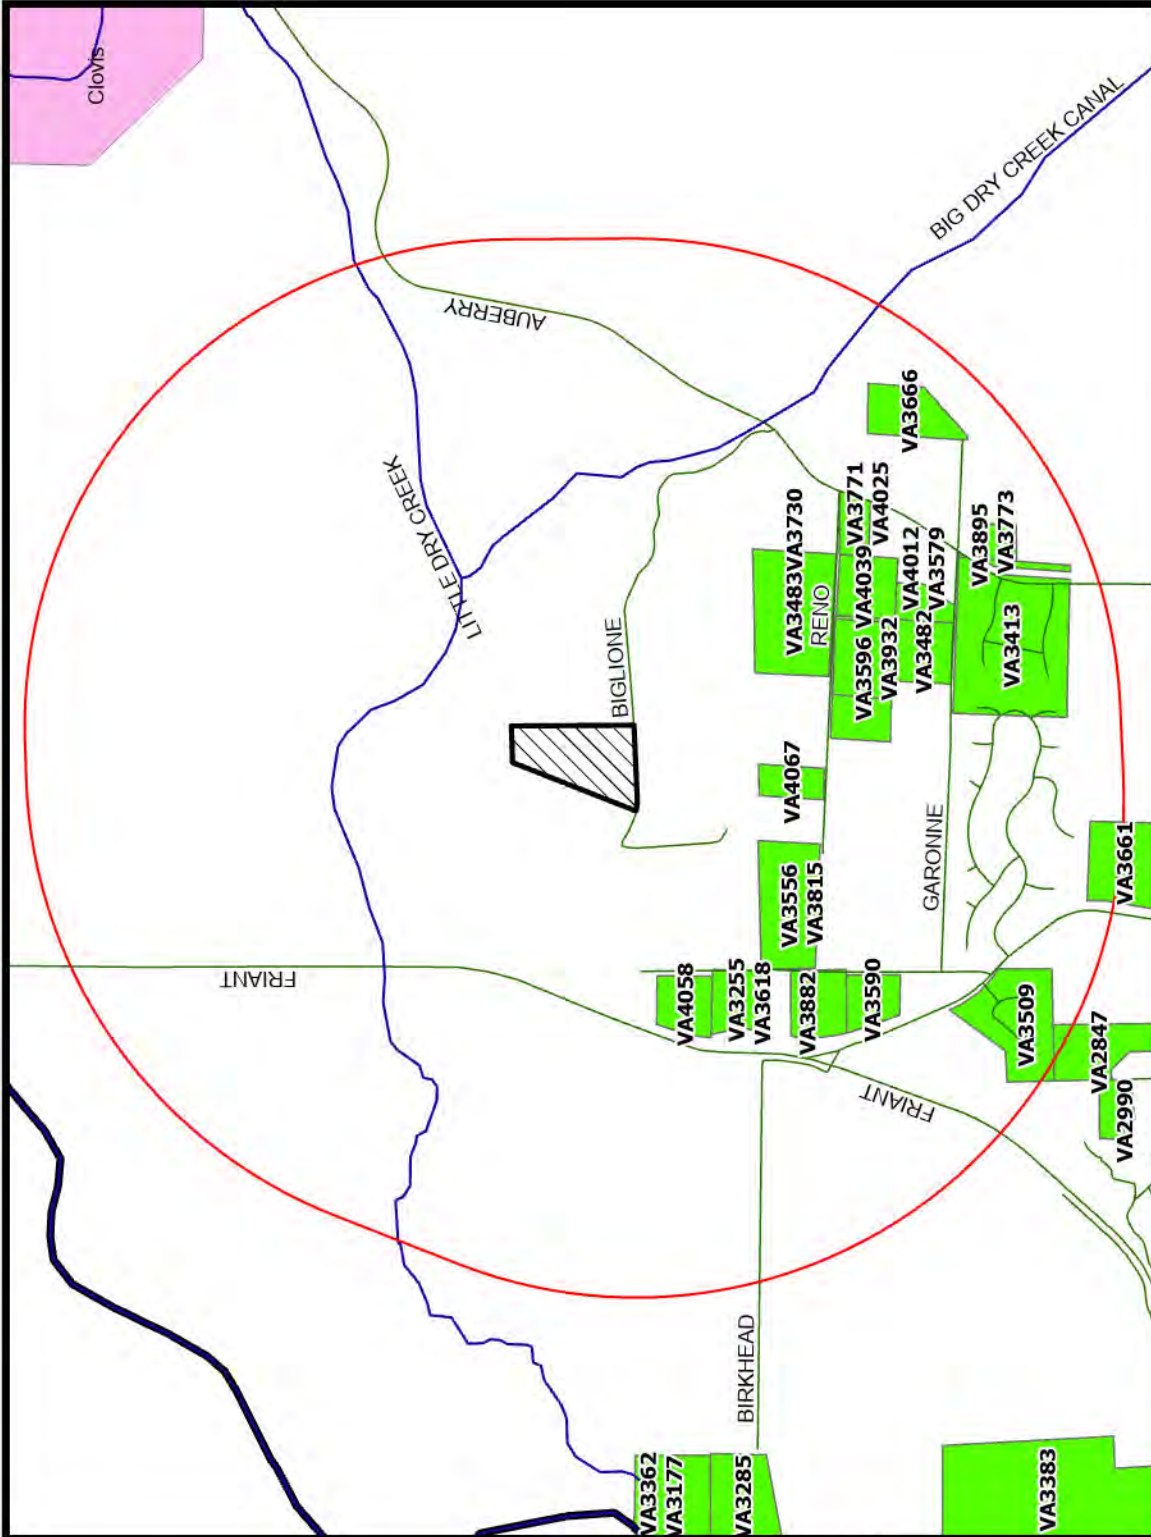 Clovis
BIG DRY CREEK CANAL
AUBERRY
LITTLE DRY CREEK
VA3666
VA3730
VA3483
VA3771
VA4025
VA4039
VA4012
VA3579
VA3895
VA3773
RENO
BIGLIONE
VA3596
VA3932
VA3482
VA3413
VA4067
GARONNE
VA3661
VA3556
VA3815
FRIANT
VA4058
VA3255
VA3618
VA3882
VA3590
VA3509
VA2847
VA2990
FRIANT
BIRKHEAD
VA3362
VA3177
VA3285
VA3383